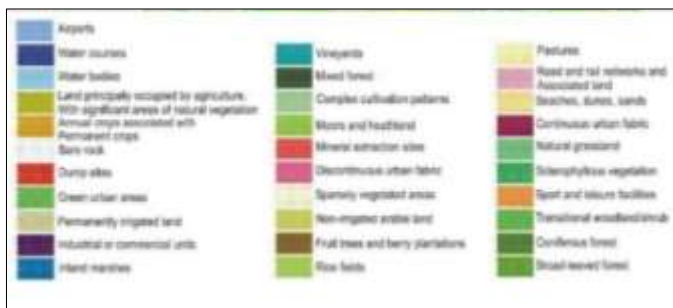 Airports
Water courses
Water bodies
Land principally occupied by agriculture,
With significant areas of natural vegetation
Annual crops associated with
Permanent crops
Bare rock
Dump sites
Green urban areas
Permanently irrigated land
Industrial or commercial units
Inland marshes
Vineyards
Mixed forest
Complex cultivation patterns
Moors and heathland
Mineral extraction sites
Discontinuous urban fabric
Sparsely vegetated areas
Non-irrigated arable land
Fruit trees and berry plantations
Rice fields
Pastures
Road and rail networks and
Associated land
Beaches, dunes, sands
Continuous urban fabric
Natural grassland
Sclerophyllous vegetation
Sport and leisure facilities
Transitional woodland/shrub
Coniferous forest
Broad-leaved forest